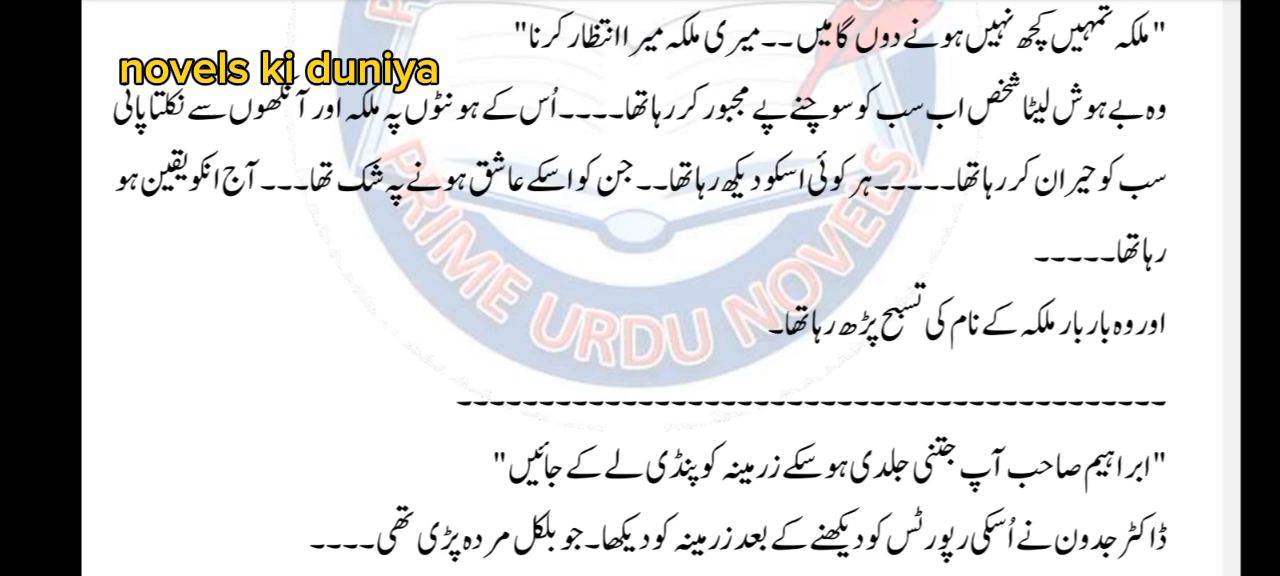 "ملکہ تمہیں کچھ نہیں ہونے دوں گا میں ۔۔ میری ملکہ میرا انتظار کرنا"
novels ki duniya
وہ بے ہوش لیٹا شخص اب سب کو سوچنے پے مجبور کر رہا تھا۔۔۔۔ اُس کے ہونٹوں پہ ملکہ اور آنکھوں سے نکلتا پانی
سب کو حیران کر رہا تھا۔۔۔۔۔ ہر کوئی اسکو دیکھ رہا تھا۔۔ جن کو اسکے عاشق ہونے پہ شک تھا۔۔۔ آج انکو یقین ہو
رہا تھا۔۔۔۔۔
اور وہ بار بار ملکہ کے نام کی تسبیح پڑھ رہا تھا۔
PRIME URDU NOVELS
۔۔۔۔۔۔۔۔۔۔۔۔۔۔۔۔۔۔۔۔۔۔۔۔۔۔۔۔۔۔۔۔۔۔۔۔۔۔۔۔
"ابراہیم صاحب آپ جتنی جلدی ہو سکے زرمینہ کو پنڈی لے کے جائیں"
ڈاکٹر جدون نے اُسکی رپورٹس کو دیکھنے کے بعد زرمینہ کو دیکھا۔ جو بلکل مردہ پڑی تھی۔۔۔۔